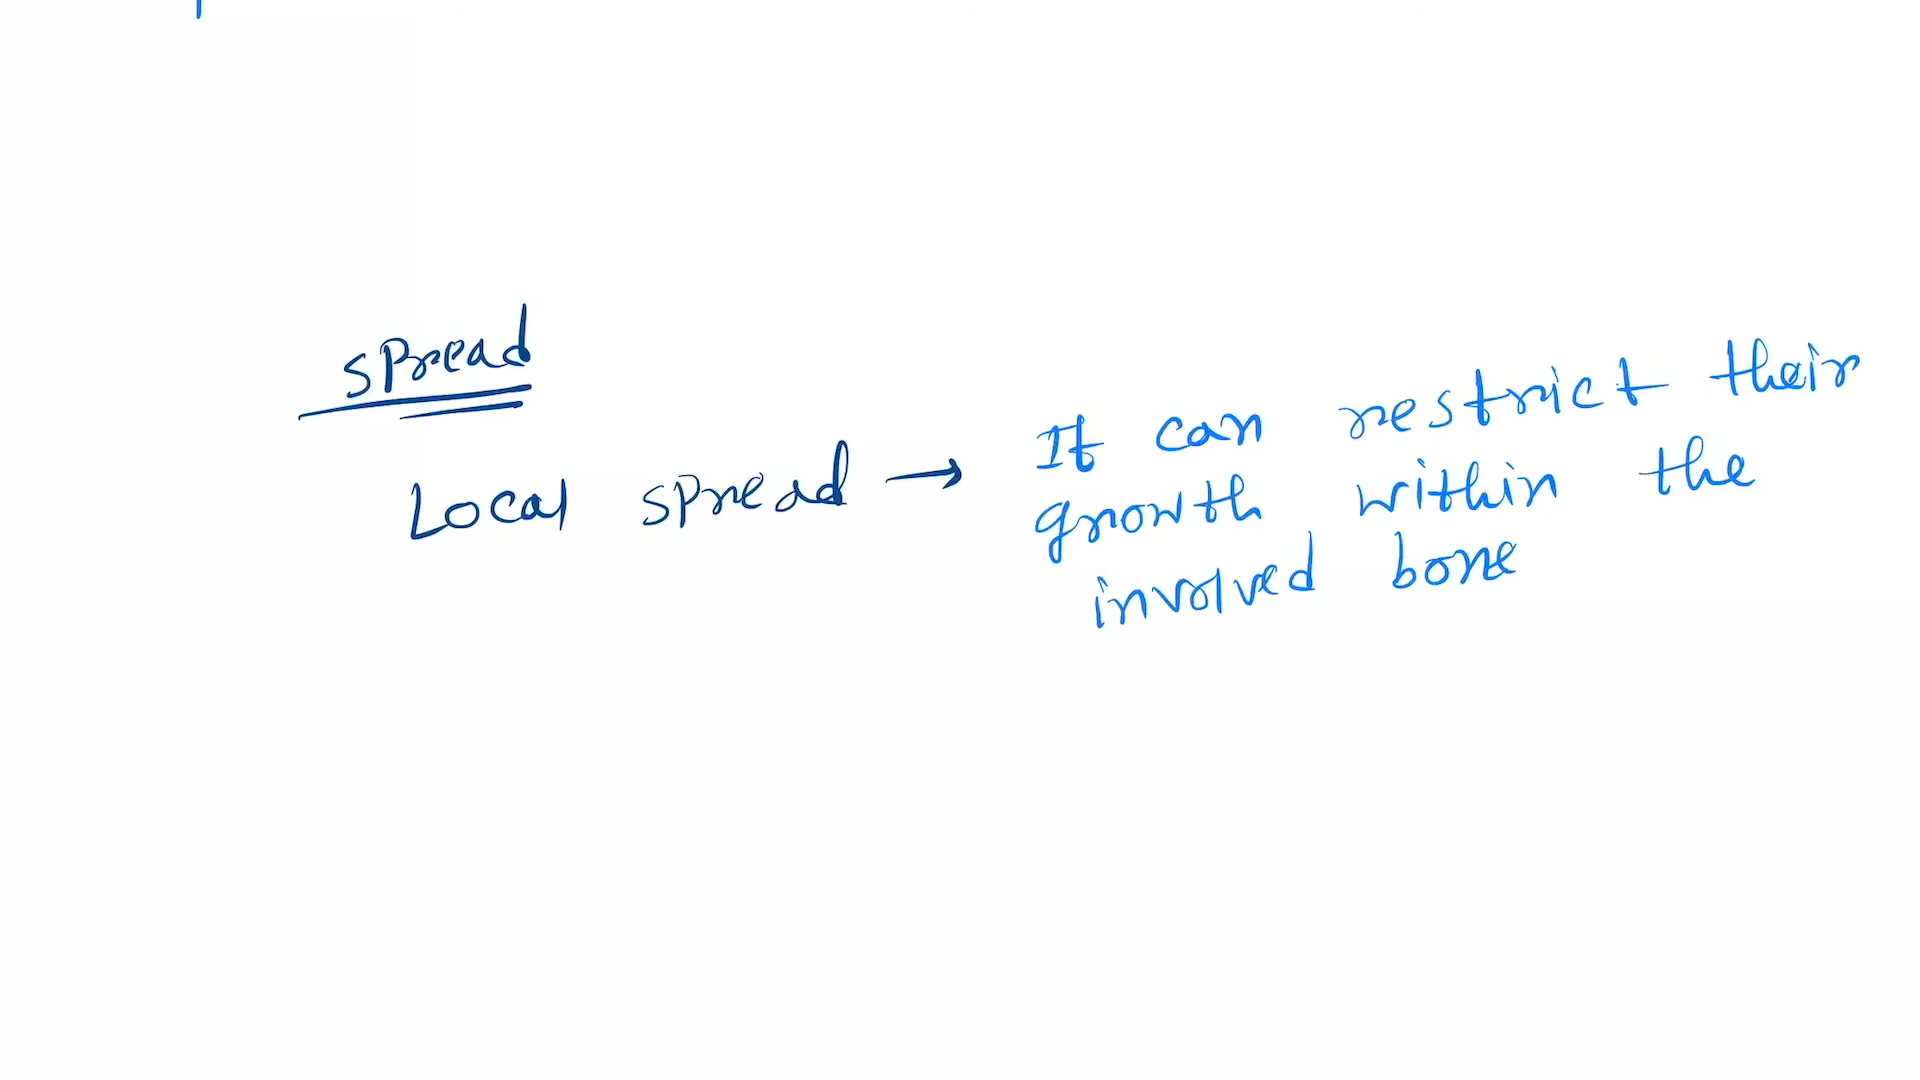 spread
Local spread → It can restrict their
growth within the
involved bone